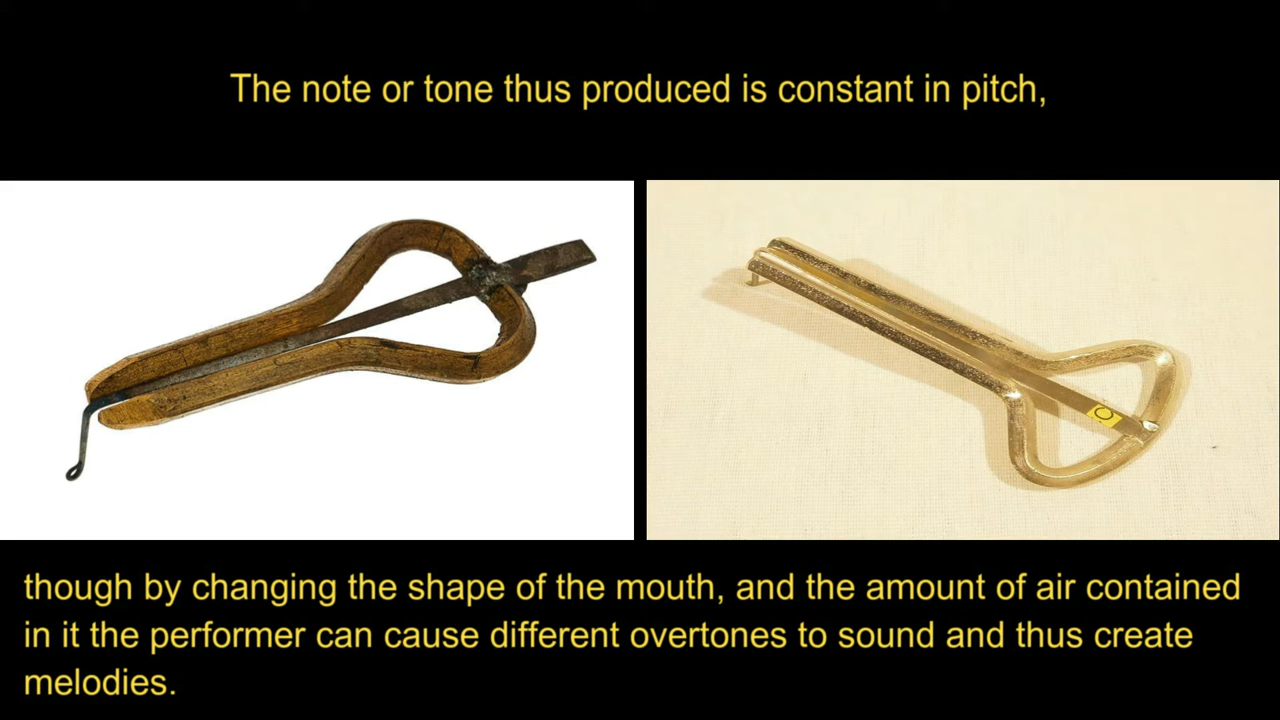 The note or tone thus produced is constant in pitch,
though by changing the shape of the mouth, and the amount of air contained
in it the performer can cause different overtones to sound and thus create
melodies.